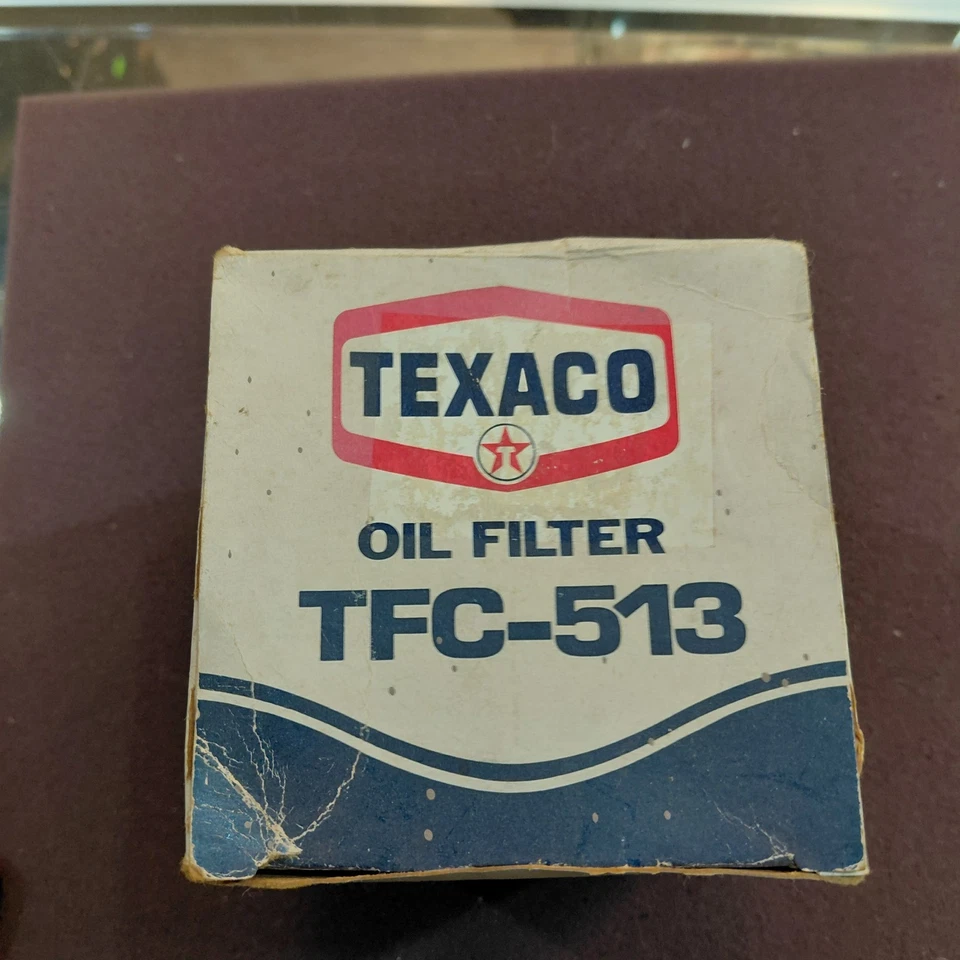 TEXACO
T
OIL FILTER
TFC-513